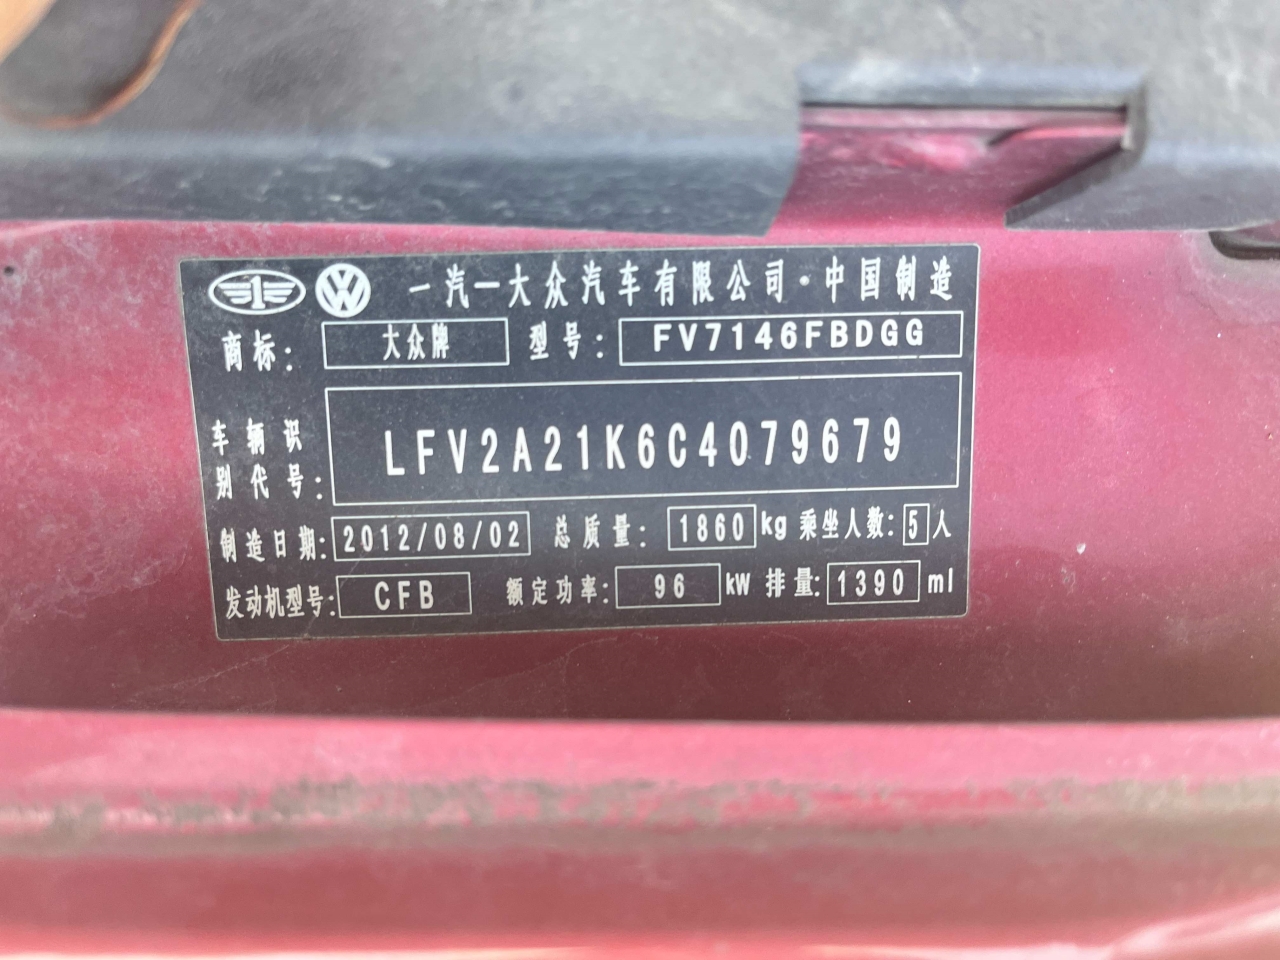 一汽一大众汽车有限公司·中国制造
商标: 大众牌 型号: FV7146FBDGG
车辆识
别代号: LFV2A21K6C4079679
制造日期: 2012/08/02 总质量: 1860 kg 乘坐人数: 5 人
发动机型号: CFB 额定功率: 96 kW 排量: 1390 ml